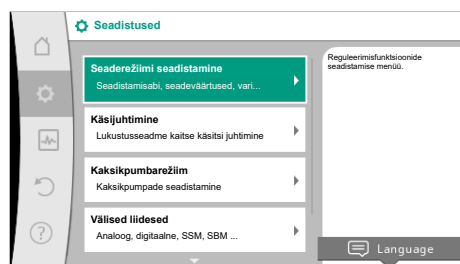 Seadistused
Seaderežiimi seadistamine
Seadistamisabi, seadeväärtused, vari...
Käsijuhtimine
Lukustusseadme kaitse käsitsi juhtimine
Kaksikpumbarežiim
Kaksikpumpade seadistamine
Välised liidesed
Analoog, digitaalne, SSM, SBM ...
Reguleerimisfunktsioonide
seadistamise menüü.
Language